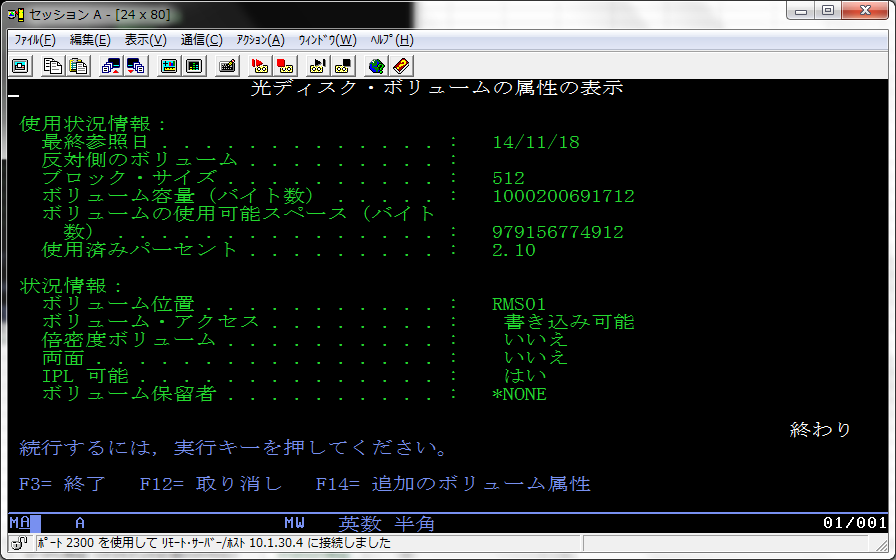 セッション A - [24 x 80]
ファイル(F) 編集(E) 表示(V) 通信(C) アクション(A) ウィンドウ(W) ヘルプ(H)
光ディスク・ボリュームの属性の表示
使用状況情報：
最終参照日 . . . . . . . . . . . . . : 14/11/18
反対側のボリューム . . . . . . . . . :
ブロック・サイズ . . . . . . . . . . : 512
ボリューム容量 (バイト数) . . . . . : 1000200691712
ボリュームの使用可能スペース (バイト
数) . . . . . . . . . . . . . . . : 979156774912
使用済みパーセント . . . . . . . . . : 2.10
状況情報：
ボリューム位置 . . . . . . . . . . . : RMS01
ボリューム・アクセス . . . . . . . . : 書き込み可能
倍密度ボリューム . . . . . . . . . . : いいえ
両面 . . . . . . . . . . . . . . . . : いいえ
IPL 可能 . . . . . . . . . . . . . . : はい
ボリューム保留者 . . . . . . . . . . : *NONE
終わり
続行するには, 実行キーを押してください。
F3= 終了 F12= 取り消し F14= 追加のボリューム属性
MA A MW 英数 半角 01/001
ポート 2300 を使用して リモート･サーバー/ホスト 10.1.30.4 に接続しました